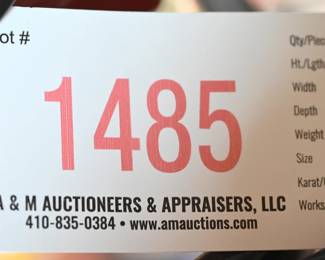 ot #
1485
A & M AUCTIONEERS & APPRAISERS, LLC
410-835-0384 • www.amauctions.com
Qty/Piec
Ht./Lgth
Width
Depth
Weight
Size
Karat/
Works